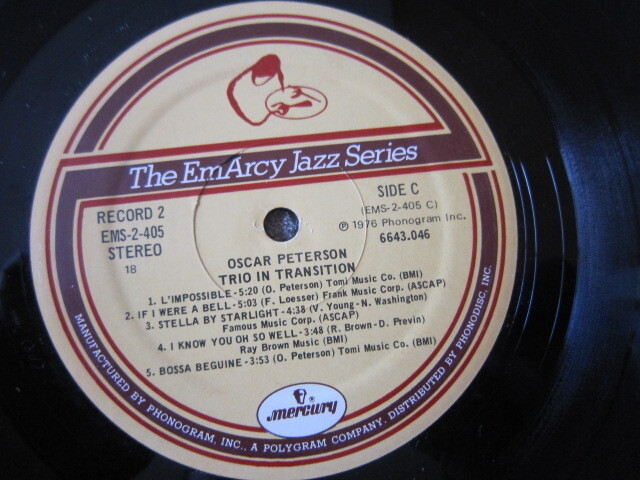 The EmArcy Jazz Series
RECORD 2
EMS-2-405
STEREO
18
SIDE C
(EMS-2-405 C)
℗ 1976 Phonogram Inc.
6643.046
OSCAR PETERSON
TRIO IN TRANSITION
1. L'IMPOSSIBLE-5:20 (O. Peterson) Tomi Music Co. (BMI)
2. IF I WERE A BELL-5:03 (F. Loesser) Frank Music Corp. (ASCAP)
3. STELLA BY STARLIGHT-4:38 (V. Young-N. Washington)
Famous Music Corp. (ASCAP)
4. I KNOW YOU OH SO WELL-3:48 (R. Brown-D. Previn)
Ray Brown Music (BMI)
5. BOSSA BEGUINE-3:53 (O. Peterson) Tomi Music Co. (BMI)
®
mercury
MANUFACTURED BY PHONOGRAM, INC., A POLYGRAM COMPANY. DISTRIBUTED BY PHONODISC, INC.